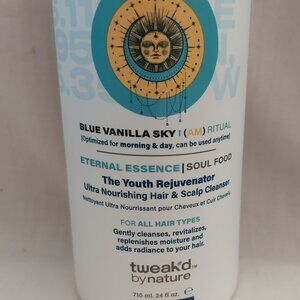 BLUE VANILLA SKY | (AM) RITUAL
(Optimized for morning & day, can be used anytime)
ETERNAL ESSENCE | SOUL FOOD
The Youth Rejuvenator
Ultra Nourishing Hair & Scalp Cleanser
Nettoyant Ultra Nourrissant pour Cheveux et Cuir Chevelu
FOR ALL HAIR TYPES
Gently cleanses, revitalizes,
replenishes moisture and
adds radiance to your hair.
tweak'd™
by nature
710 ml. 24 fl oz.